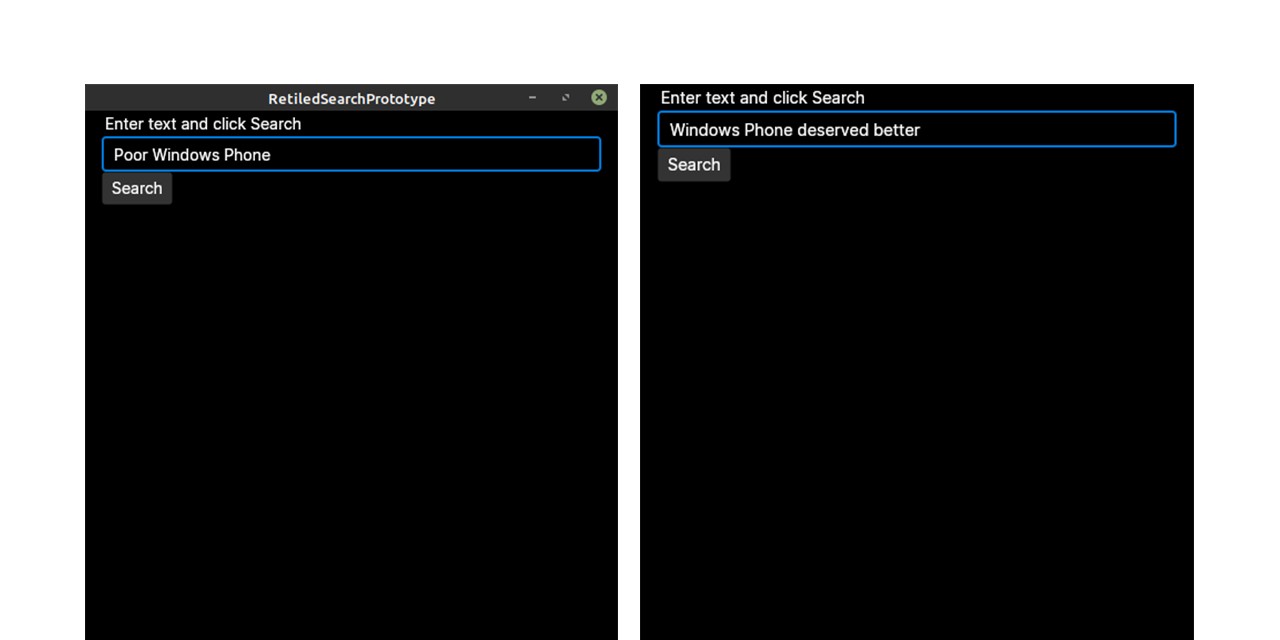 RetiledSearchPrototype
Enter text and click Search
Poor Windows Phone
Search
Enter text and click Search
Windows Phone deserved better
Search